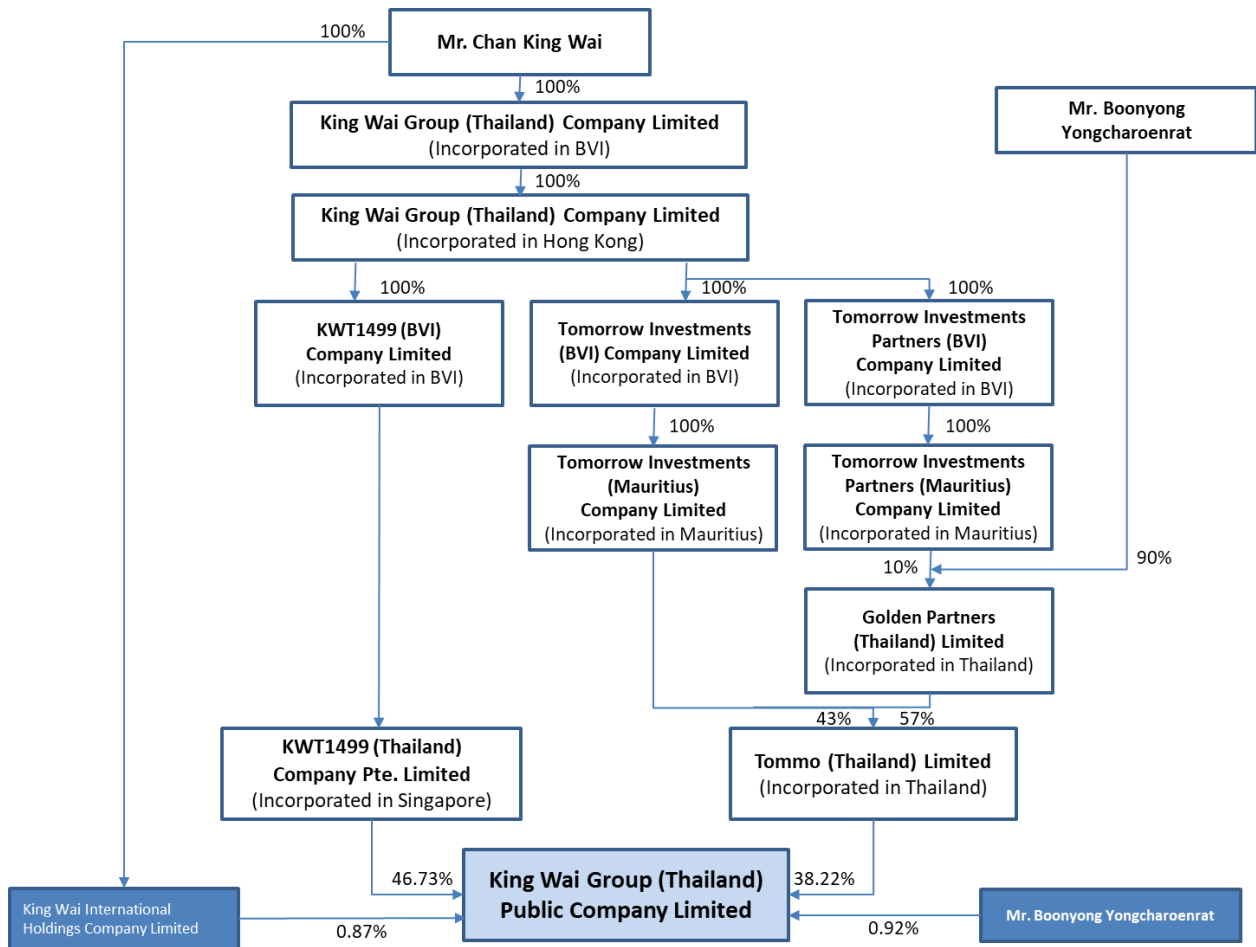 100%
Mr. Chan King Wai
100%
King Wai Group (Thailand) Company Limited
(Incorporated in BVI)
Mr. Boonyong
Yongcharoenrat
100%
King Wai Group (Thailand) Company Limited
(Incorporated in Hong Kong)
100%
100%
100%
KWT1499 (BVI)
Company Limited
(Incorporated in BVI)
Tomorrow Investments
(BVI) Company Limited
(Incorporated in BVI)
Tomorrow Investments
Partners (BVI)
Company Limited
(Incorporated in BVI)
100%
100%
Tomorrow Investments
(Mauritius)
Company Limited
(Incorporated in Mauritius)
Tomorrow Investments
Partners (Mauritius)
Company Limited
(Incorporated in Mauritius)
10%
90%
Golden Partners
(Thailand) Limited
(Incorporated in Thailand)
43%
57%
KWT1499 (Thailand)
Company Pte. Limited
(Incorporated in Singapore)
Tommo (Thailand) Limited
(Incorporated in Thailand)
46.73%
King Wai Group (Thailand)
Public Company Limited
38.22%
King Wai International
Holdings Company Limited
0.87%
0.92%
Mr. Boonyong Yongcharoenrat